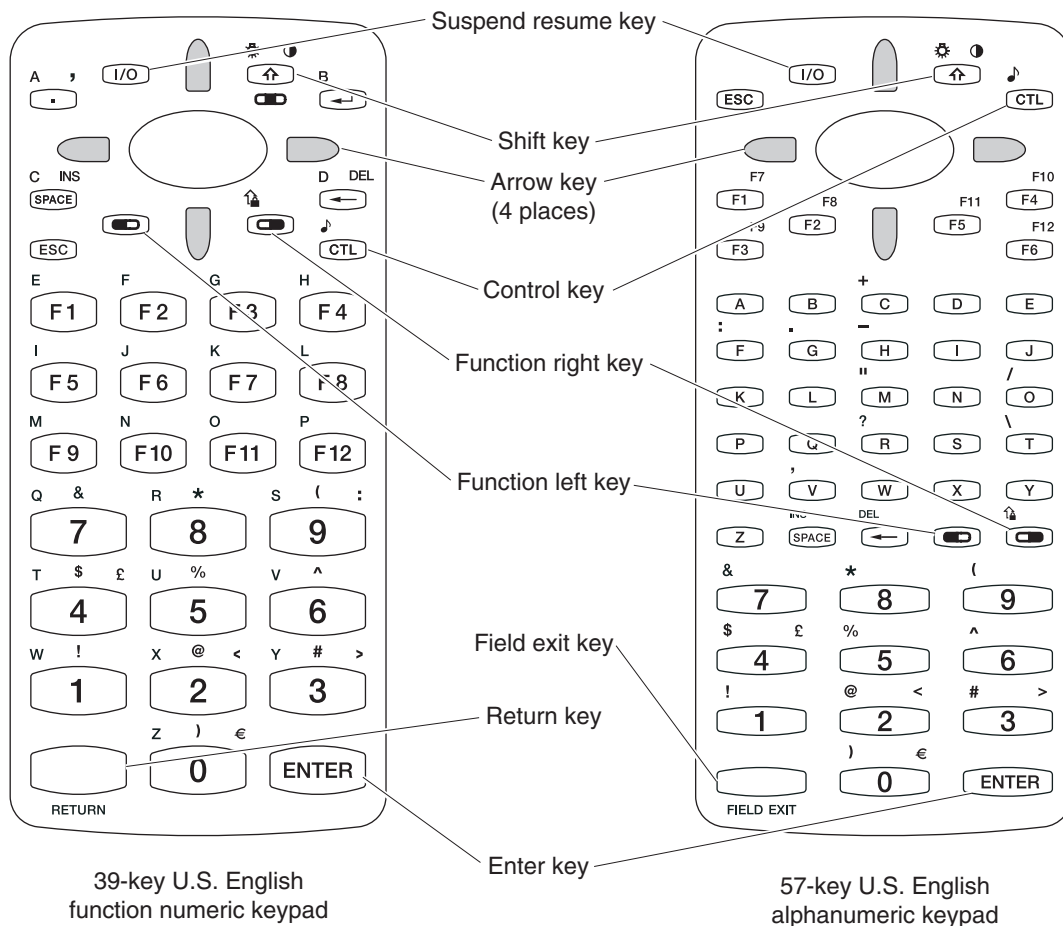 Suspend resume key
Shift key
Arrow key
(4 places)
Control key
Function right key
Function left key
Field exit key
Return key
Enter key
A , I/O B
.
C INS D DEL
SPACE
ESC CTL
E F G H
F1 F2 F3 F4
I J K L
F5 F6 F7 F8
M N O P
F9 F10 F11 F12
Q & R * S ( :
7 8 9
T $ £ U % V ^
4 5 6
W ! X @ < Y # >
1 2 3
Z ) €
0 ENTER
RETURN
39-key U.S. English
function numeric keypad
I/O
ESC CTL
F7 F10
F1 F8 F11 F4
F2 F5
F9 F12
F3 F6
+
A B C D E
: . –
F G H I J
" /
K L M N O
? \
P Q R S T
,
U V W X Y
INS DEL
Z SPACE
& * (
7 8 9
$ £ % ^
4 5 6
! @ < # >
1 2 3
) €
0 ENTER
FIELD EXIT
57-key U.S. English
alphanumeric keypad